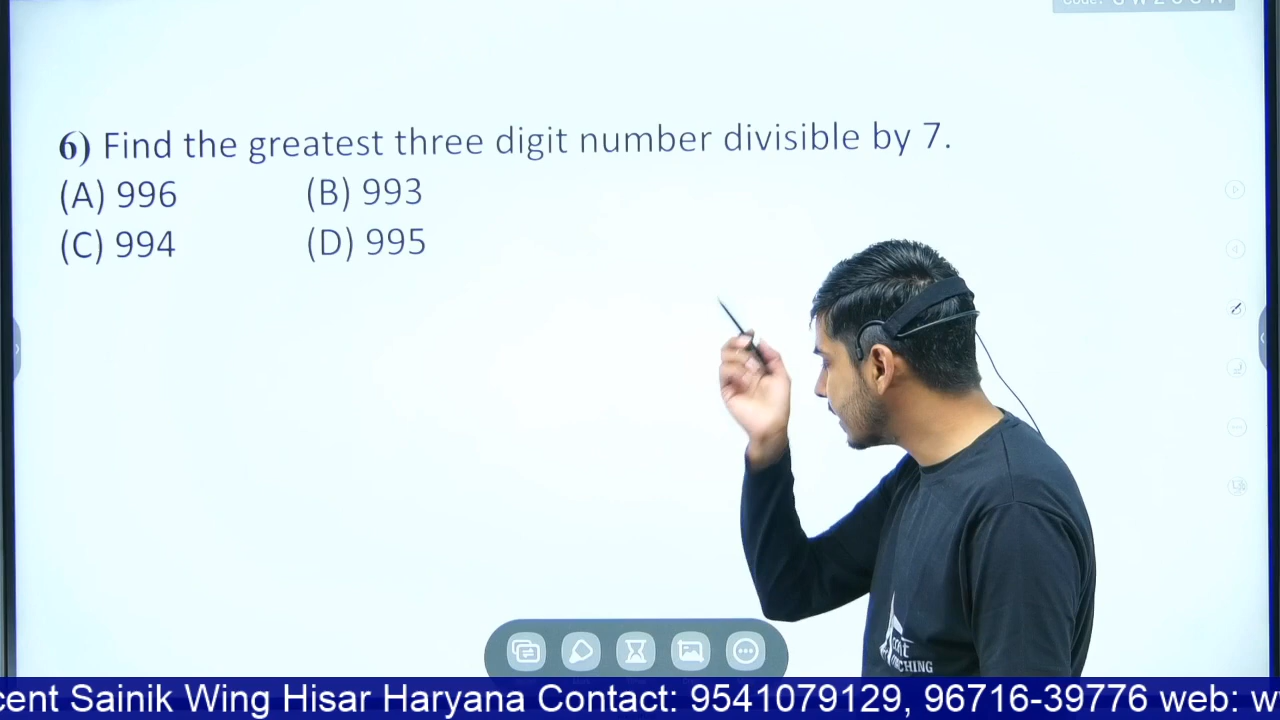 6) Find the greatest three digit number divisible by 7.
(A) 996 (B) 993
(C) 994 (D) 995
CHING
cent Sainik Wing Hisar Haryana Contact: 9541079129, 96716-39776 web: w